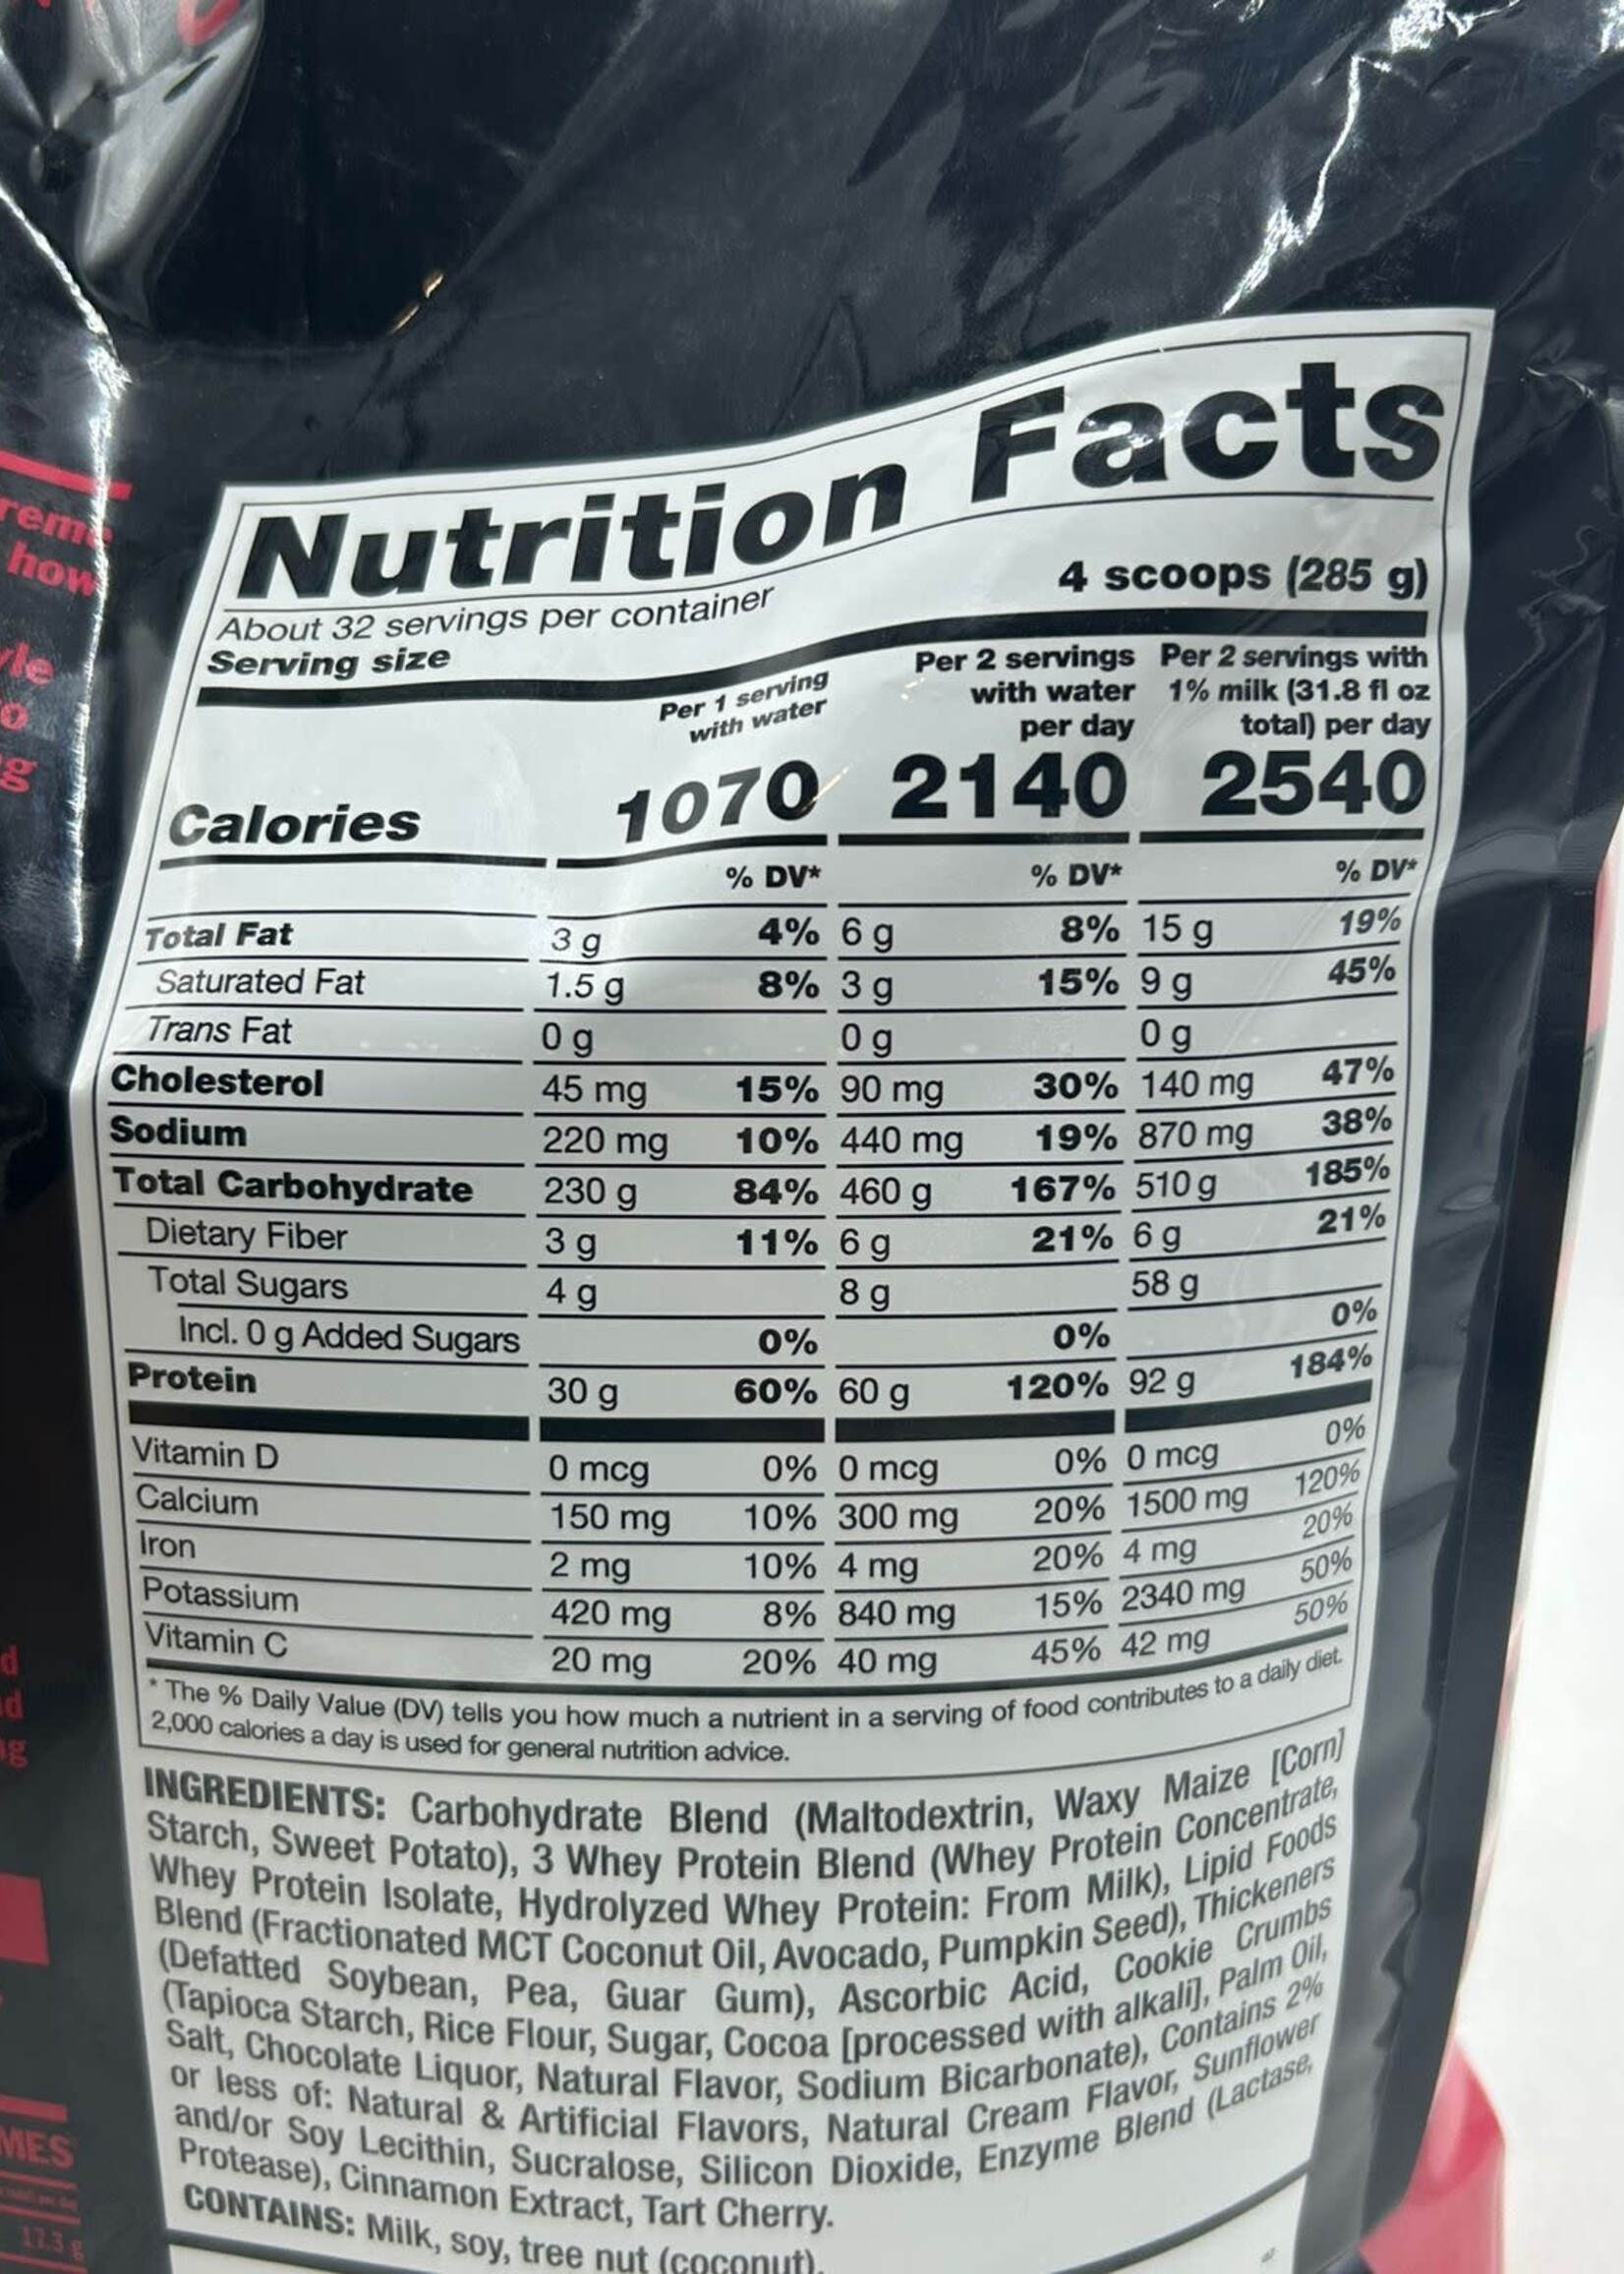 reme
how
yle
o
g
Nutrition Facts
About 32 servings per container
Serving size 4 scoops (285 g)
Per 1 serving with water Per 2 servings with water per day Per 2 servings with 1% milk (31.8 fl oz total) per day
Calories 1070 2140 2540
% DV* % DV* % DV*
Total Fat 3 g 4% 6 g 8% 15 g 19%
Saturated Fat 1.5 g 8% 3 g 15% 9 g 45%
Trans Fat 0 g 0 g 0 g
Cholesterol 45 mg 15% 90 mg 30% 140 mg 47%
Sodium 220 mg 10% 440 mg 19% 870 mg 38%
Total Carbohydrate 230 g 84% 460 g 167% 510 g 185%
Dietary Fiber 3 g 11% 6 g 21% 6 g 21%
Total Sugars 4 g 8 g 58 g
Incl. 0 g Added Sugars 0% 0% 0%
Protein 30 g 60% 60 g 120% 92 g 184%
Vitamin D 0 mcg 0% 0 mcg 0% 0 mcg 0%
Calcium 150 mg 10% 300 mg 20% 1500 mg 120%
Iron 2 mg 10% 4 mg 20% 4 mg 20%
Potassium 420 mg 8% 840 mg 15% 2340 mg 50%
Vitamin C 20 mg 20% 40 mg 45% 42 mg 50%
* The % Daily Value (DV) tells you how much a nutrient in a serving of food contributes to a daily diet.
2,000 calories a day is used for general nutrition advice.
INGREDIENTS: Carbohydrate Blend (Maltodextrin, Waxy Maize [Corn]
Starch, Sweet Potato), 3 Whey Protein Blend (Whey Protein Concentrate,
Whey Protein Isolate, Hydrolyzed Whey Protein: From Milk), Lipid Foods
Blend (Fractionated MCT Coconut Oil, Avocado, Pumpkin Seed), Thickeners
(Defatted Soybean, Pea, Guar Gum), Ascorbic Acid, Cookie Crumbs
(Tapioca Starch, Rice Flour, Sugar, Cocoa [processed with alkali], Palm Oil,
Salt, Chocolate Liquor, Natural Flavor, Sodium Bicarbonate), Contains 2%
or less of: Natural & Artificial Flavors, Natural Cream Flavor, Sunflower
and/or Soy Lecithin, Sucralose, Silicon Dioxide, Enzyme Blend (Lactase,
Protease), Cinnamon Extract, Tart Cherry.
CONTAINS: Milk, soy, tree nut (coconut).
d
d
g
MES
17.3 g